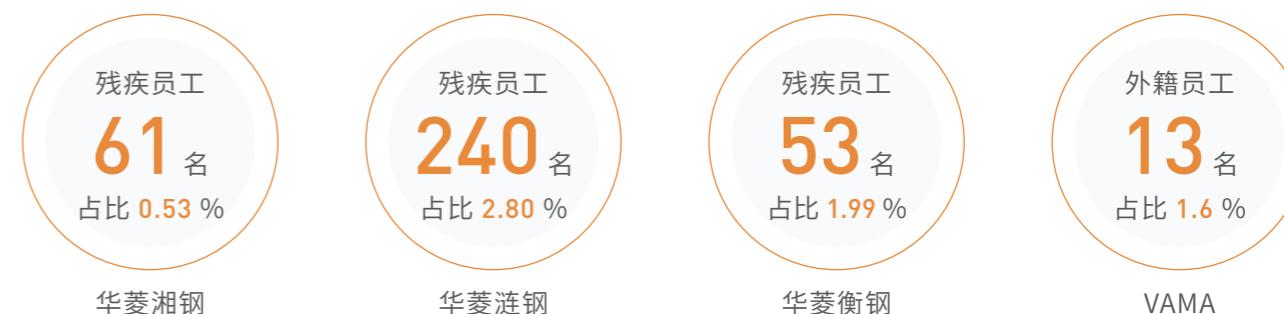 残疾员工
61 名
占比 0.53 %
华菱湘钢
残疾员工
240 名
占比 2.80 %
华菱涟钢
残疾员工
53 名
占比 1.99 %
华菱衡钢
外籍员工
13 名
占比 1.6 %
VAMA